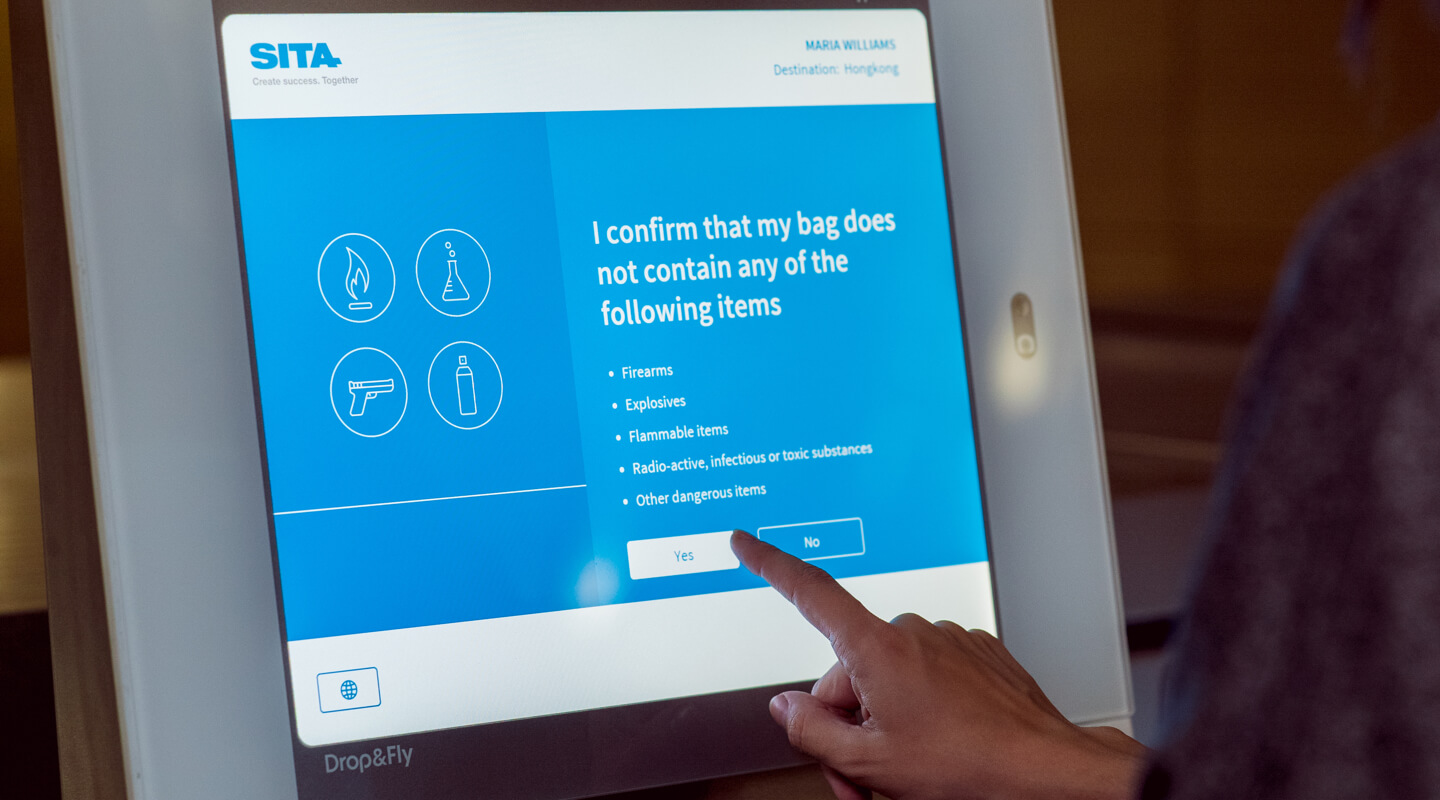 SITA
Create success. Together
MARIA WILLIAMS
Destination: Hongkong
I confirm that my bag does
not contain any of the
following items
• Firearms
• Explosives
• Flammable items
• Radio-active, infectious or toxic substances
• Other dangerous items
Yes
No
Drop&Fly